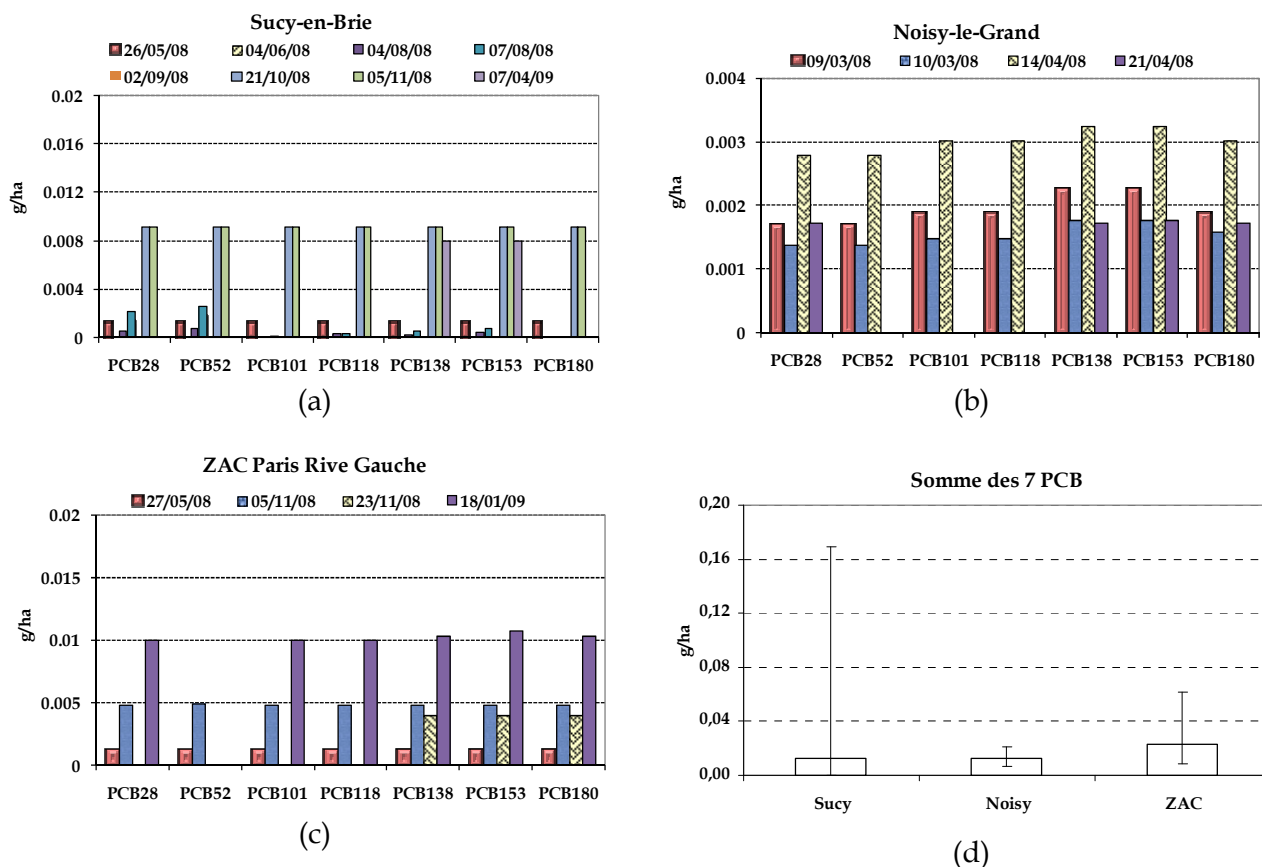 Sucy-en-Brie
26/05/08 04/06/08 04/08/08 07/08/08
02/09/08 21/10/08 05/11/08 07/04/09
0.02
0.016
0.012
0.008
0.004
0
g/ha
PCB28 PCB52 PCB101 PCB118 PCB138 PCB153 PCB180
(a)
Noisy-le-Grand
09/03/08 10/03/08 14/04/08 21/04/08
0.004
0.003
0.002
0.001
0
g/ha
PCB28 PCB52 PCB101 PCB118 PCB138 PCB153 PCB180
(b)
ZAC Paris Rive Gauche
27/05/08 05/11/08 23/11/08 18/01/09
0.02
0.015
0.01
0.005
0
g/ha
PCB28 PCB52 PCB101 PCB118 PCB138 PCB153 PCB180
(c)
Somme des 7 PCB
0,20
0,16
0,12
0,08
0,04
0,00
g/ha
Sucy Noisy ZAC
(d)